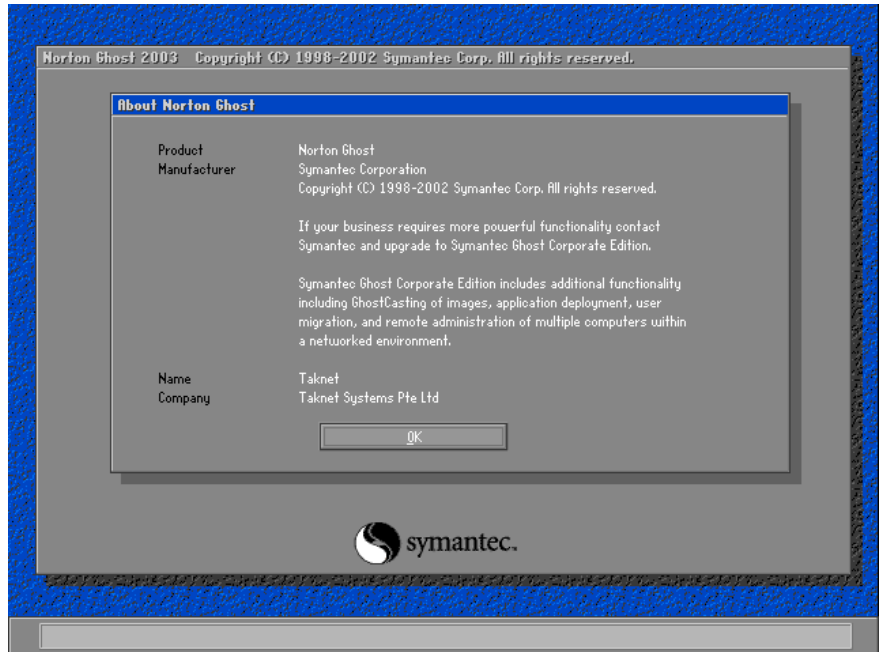 Norton Ghost 2003 Copyright (C) 1998-2002 Symantec Corp. All rights reserved.
About Norton Ghost
Product Norton Ghost
Manufacturer Symantec Corporation
Copyright (C) 1998-2002 Symantec Corp. All rights reserved.
If your business requires more powerful functionality contact
Symantec and upgrade to Symantec Ghost Corporate Edition.
Symantec Ghost Corporate Edition includes additional functionality
including GhostCasting of images, application deployment, user
migration, and remote administration of multiple computers within
a networked environment.
Name Taknet
Company Taknet Systems Pte Ltd
OK
symantec.